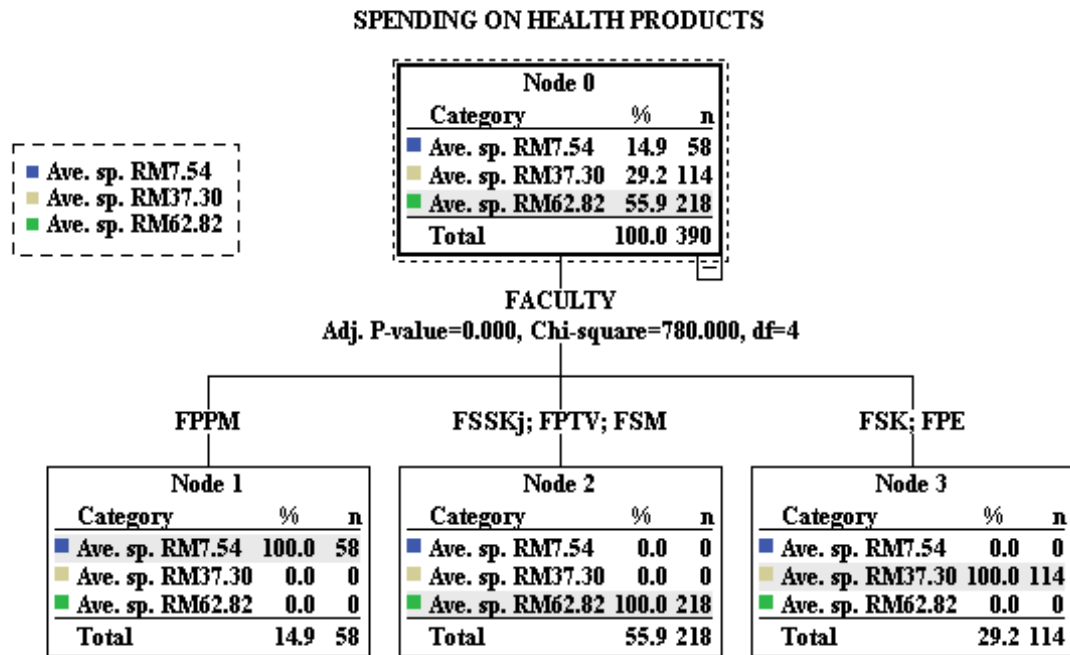 SPENDING ON HEALTH PRODUCTS
Node 0
Category % n
Ave. sp. RM7.54 14.9 58
Ave. sp. RM37.30 29.2 114
Ave. sp. RM62.82 55.9 218
Total 100.0 390
Ave. sp. RM7.54
Ave. sp. RM37.30
Ave. sp. RM62.82
FACULTY
Adj. P-value=0.000, Chi-square=780.000, df=4
FPPM
Node 1
Category % n
Ave. sp. RM7.54 100.0 58
Ave. sp. RM37.30 0.0 0
Ave. sp. RM62.82 0.0 0
Total 14.9 58
FSSKj; FPTV; FSM
Node 2
Category % n
Ave. sp. RM7.54 0.0 0
Ave. sp. RM37.30 0.0 0
Ave. sp. RM62.82 100.0 218
Total 55.9 218
FSK; FPE
Node 3
Category % n
Ave. sp. RM7.54 0.0 0
Ave. sp. RM37.30 100.0 114
Ave. sp. RM62.82 0.0 0
Total 29.2 114